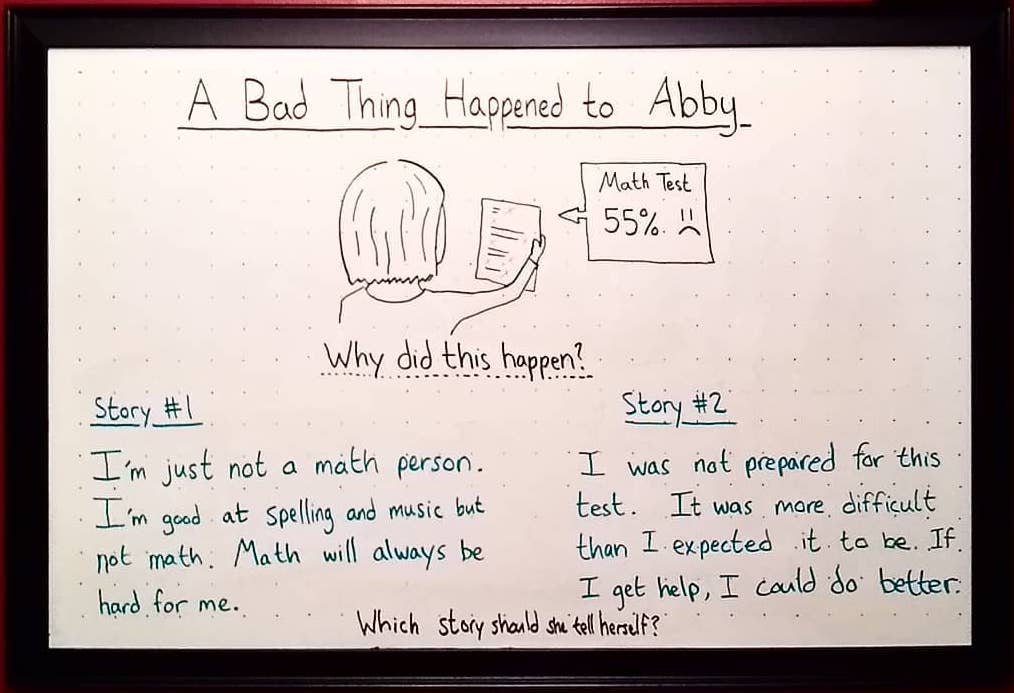 A Bad Thing Happened to Abby
Math Test
55%
Why did this happen?
Story #1
I'm just not a math person.
I'm good at spelling and music but
not math. Math will always be
hard for me.
Story #2
I was not prepared for this
test. It was more difficult
than I expected it to be. If
I get help, I could do better.
Which story should she tell herself?